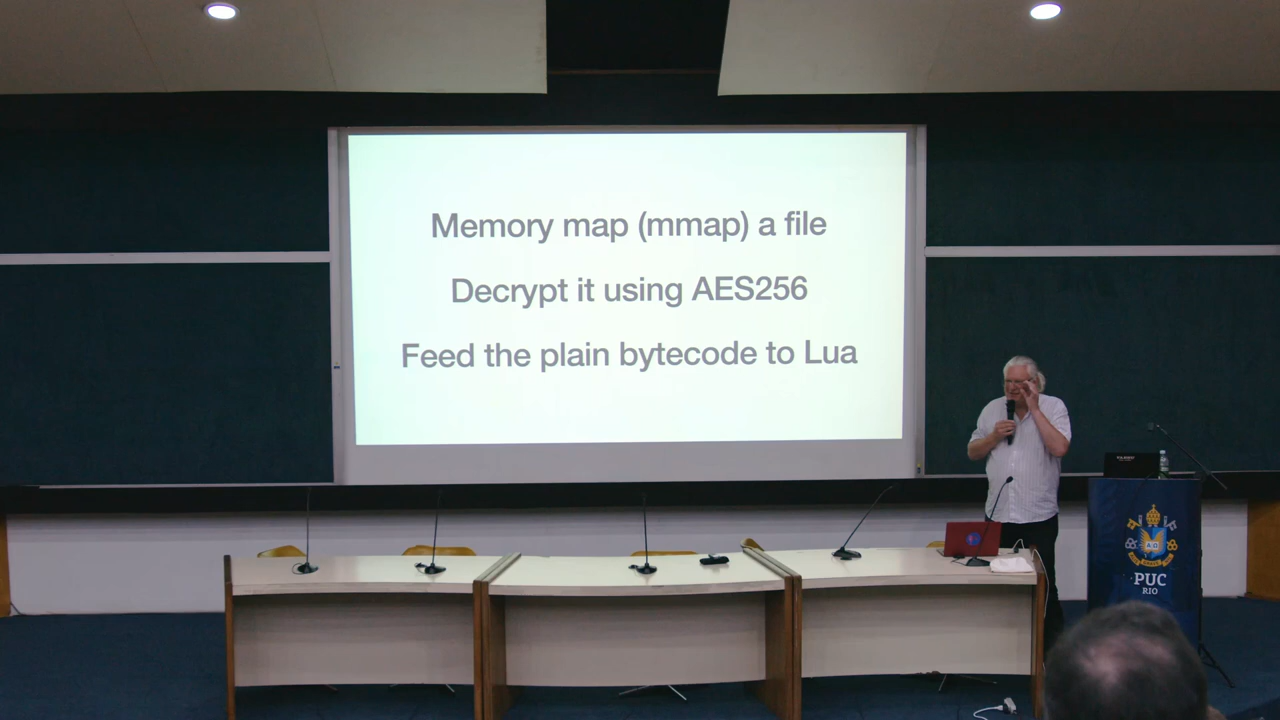 Memory map (mmap) a file
Decrypt it using AES256
Feed the plain bytecode to Lua
PUC
RIO